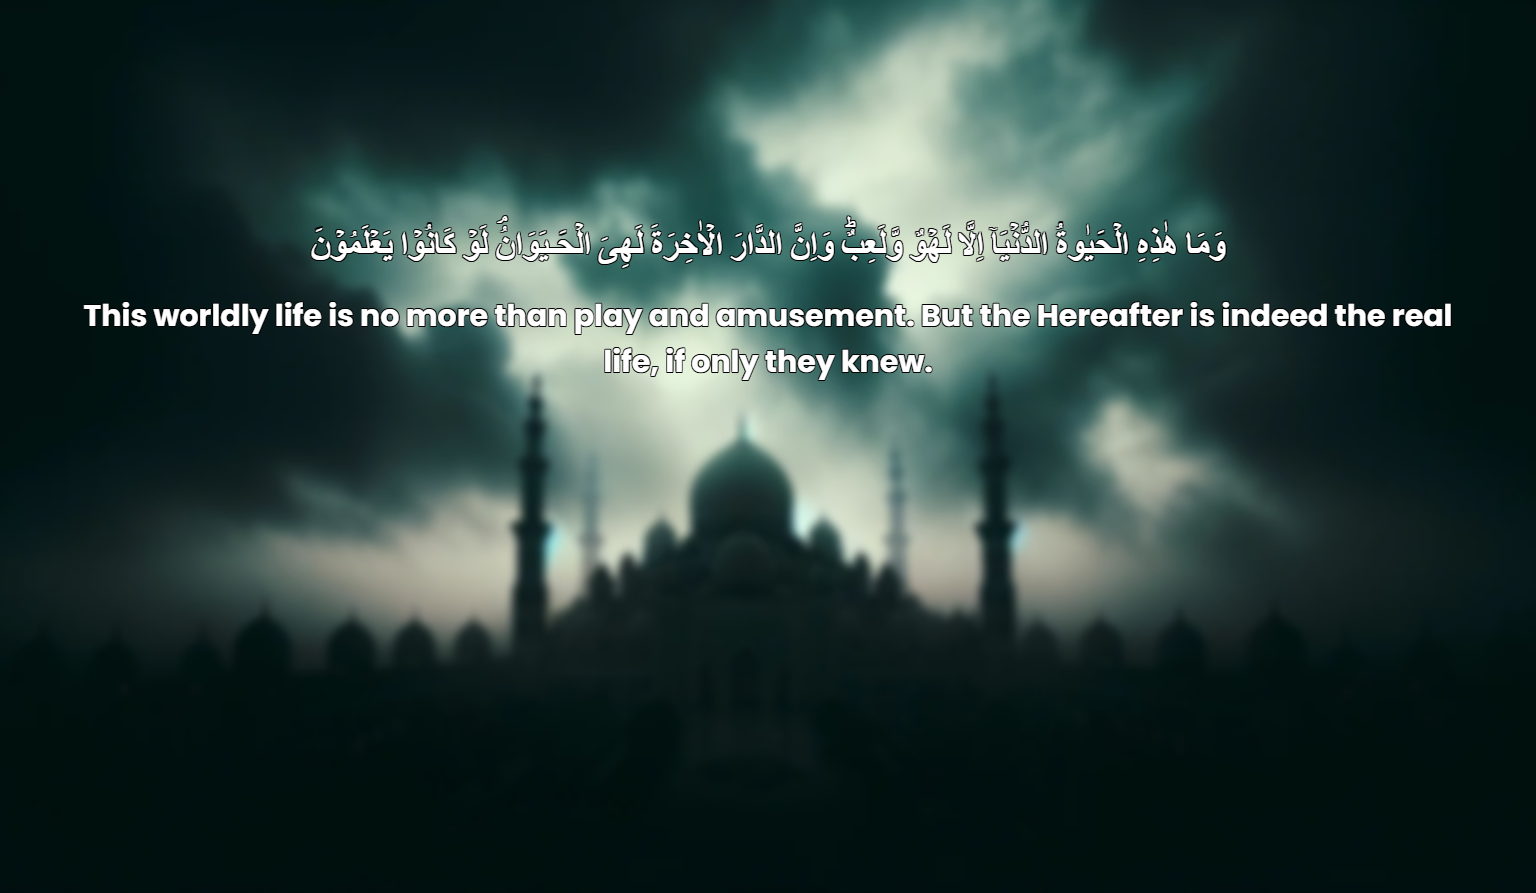 وَمَا هٰذِهِ الْحَيٰوةُ الدُّنْيَاۤ اِلَّا لَهْوٌ وَّلَعِبٌؕ وَاِنَّ الدَّارَ الْاٰخِرَةَ لَهِىَ الْحَـيَوَانُۘ لَوْ كَانُوْا يَعْلَمُوْنَ
This worldly life is no more than play and amusement. But the Hereafter is indeed the real
life, if only they knew.